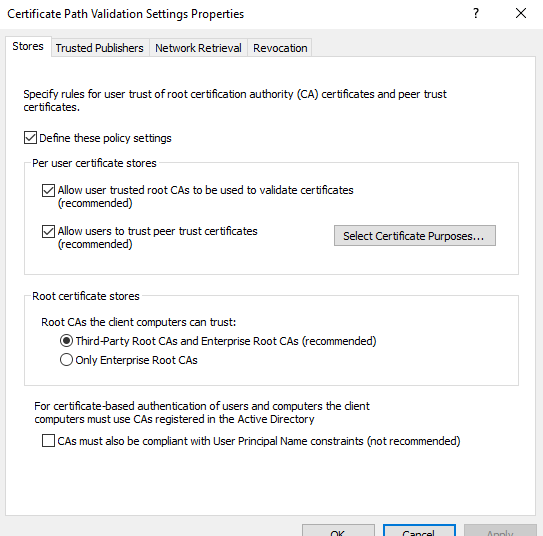 Certificate Path Validation Settings Properties
Stores Trusted Publishers Network Retrieval Revocation
Specify rules for user trust of root certification authority (CA) certificates and peer trust
certificates.
Define these policy settings
Per user certificate stores
Allow user trusted root CAs to be used to validate certificates
(recommended)
Allow users to trust peer trust certificates
(recommended)
Select Certificate Purposes...
Root certificate stores
Root CAs the client computers can trust:
Third-Party Root CAs and Enterprise Root CAs (recommended)
Only Enterprise Root CAs
For certificate-based authentication of users and computers the client
computers must use CAs registered in the Active Directory
CAs must also be compliant with User Principal Name constraints (not recommended)
OK Cancel Apply